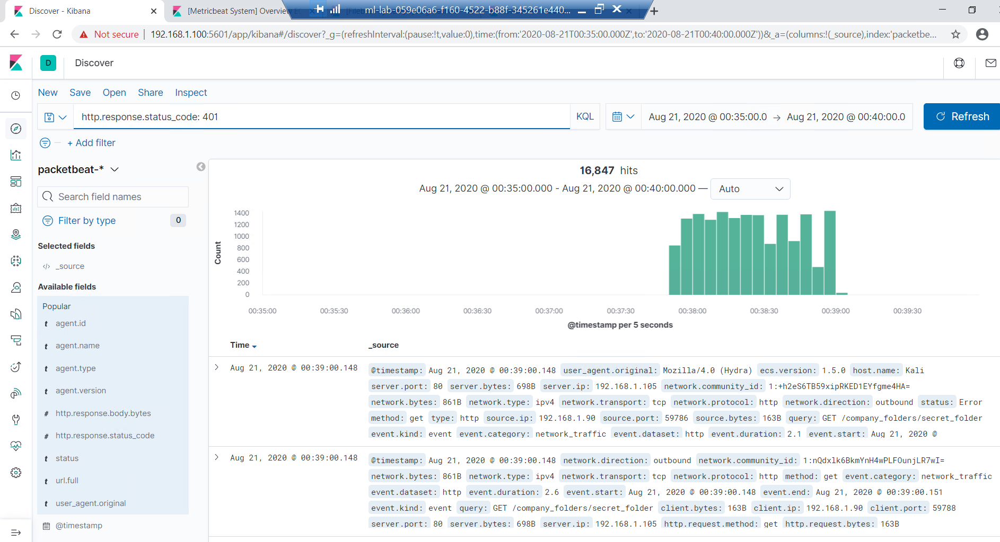 Discover - Kibana
[Metricbeat System] Overview
ml-lab-059e06a6-f160-4522-b88f-345261e440...
Not secure
192.168.1.100:5601/app/kibana#/discover?_g=(refreshInterval:(pause:!t,value:0),time:(from:'2020-08-21T00:35:00.000Z',to:'2020-08-21T00:40:00.000Z'))&_a=(columns:!(_source),index:'packetbe...
D
Discover
New Save Open Share Inspect
http.response.status_code: 401
KQL
Aug 21, 2020 @ 00:35:00.0 → Aug 21, 2020 @ 00:40:00.0
Refresh
+ Add filter
packetbeat-*
Search field names
Filter by type 0
Selected fields
</> _source
Available fields
Popular
t agent.id
t agent.name
t agent.type
t agent.version
# http.response.body.bytes
# http.response.status_code
t status
t url.full
t user_agent.original
@timestamp
16,847 hits
Aug 21, 2020 @ 00:35:00.000 - Aug 21, 2020 @ 00:40:00.000 — Auto
Count
1400
1200
1000
800
600
400
200
0
00:35:00 00:35:30 00:36:00 00:36:30 00:37:00 00:37:30 00:38:00 00:38:30 00:39:00 00:39:30
@timestamp per 5 seconds
Time _source
Aug 21, 2020 @ 00:39:00.148
@timestamp: Aug 21, 2020 @ 00:39:00.148 user_agent.original: Mozilla/4.0 (Hydra) ecs.version: 1.5.0 host.name: Kali
server.port: 80 server.bytes: 698B server.ip: 192.168.1.105 network.community_id: 1:+h2eS6TB59xipRKED1EYfgme4HA=
network.bytes: 861B network.type: ipv4 network.transport: tcp network.protocol: http network.direction: outbound status: Error
method: get type: http source.ip: 192.168.1.90 source.port: 59786 source.bytes: 163B query: GET /company_folders/secret_folder
event.kind: event event.category: network_traffic event.dataset: http event.duration: 2.1 event.start: Aug 21, 2020 @
Aug 21, 2020 @ 00:39:00.148
@timestamp: Aug 21, 2020 @ 00:39:00.148 network.direction: outbound network.community_id: 1:nQdxlk6BkmYnH4wPLFOunjLR7wI=
network.bytes: 861B network.type: ipv4 network.transport: tcp network.protocol: http method: get event.category: network_traffic
event.dataset: http event.duration: 2.6 event.start: Aug 21, 2020 @ 00:39:00.148 event.end: Aug 21, 2020 @ 00:39:00.151
event.kind: event query: GET /company_folders/secret_folder client.bytes: 163B client.ip: 192.168.1.90 client.port: 59788
server.port: 80 server.bytes: 698B server.ip: 192.168.1.105 http.request.method: get http.request.bytes: 163B